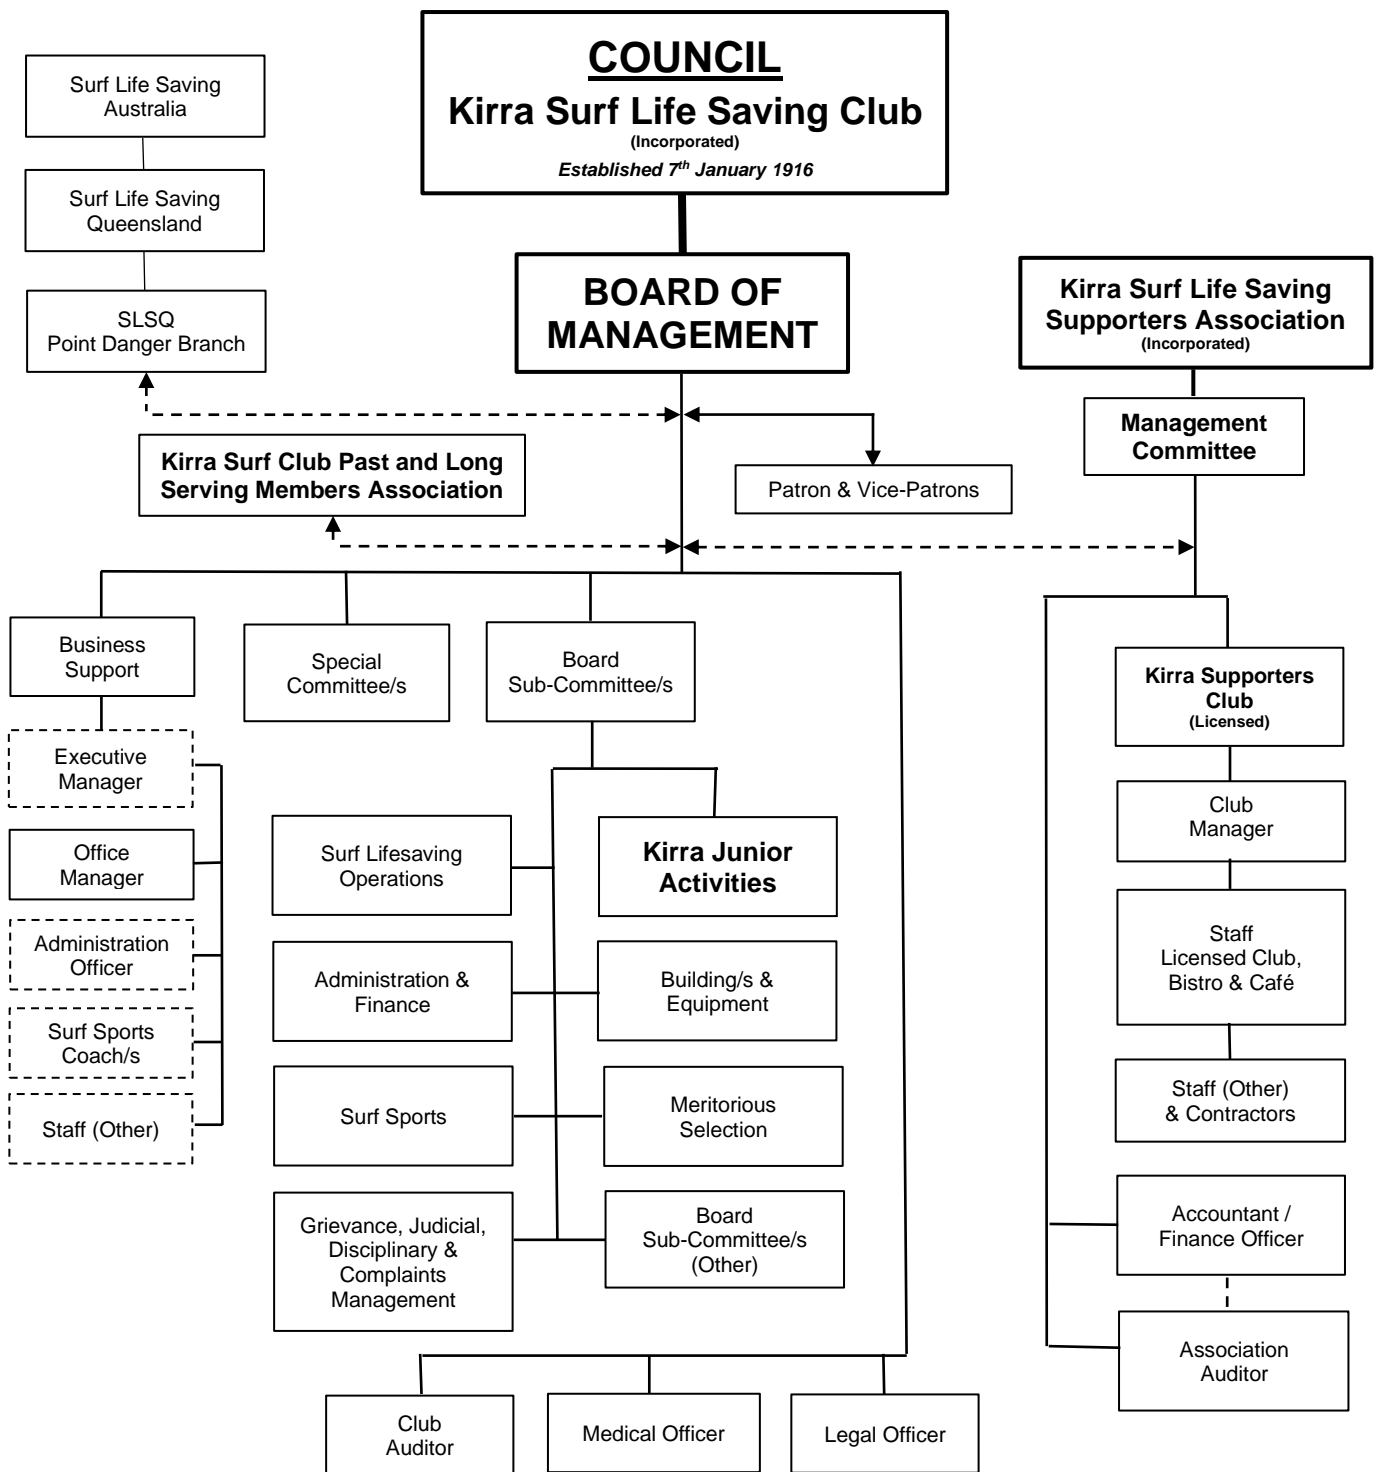 COUNCIL
Kirra Surf Life Saving Club
(Incorporated)
Established 7th January 1916
Surf Life Saving
Australia
Surf Life Saving
Queensland
SLSQ
Point Danger Branch
BOARD OF
MANAGEMENT
Kirra Surf Life Saving
Supporters Association
(Incorporated)
Management
Committee
Kirra Surf Club Past and Long
Serving Members Association
Patron & Vice-Patrons
Business
Support
Special
Committee/s
Board
Sub-Committee/s
Kirra Supporters
Club
(Licensed)
Executive
Manager
Office
Manager
Administration
Officer
Surf Sports
Coach/s
Staff (Other)
Surf Lifesaving
Operations
Kirra Junior
Activities
Administration &
Finance
Building/s &
Equipment
Surf Sports
Meritorious
Selection
Grievance, Judicial,
Disciplinary &
Complaints
Management
Board
Sub-Committee/s
(Other)
Club
Manager
Staff
Licensed Club,
Bistro & Café
Staff (Other)
& Contractors
Accountant /
Finance Officer
Association
Auditor
Club
Auditor
Medical Officer
Legal Officer